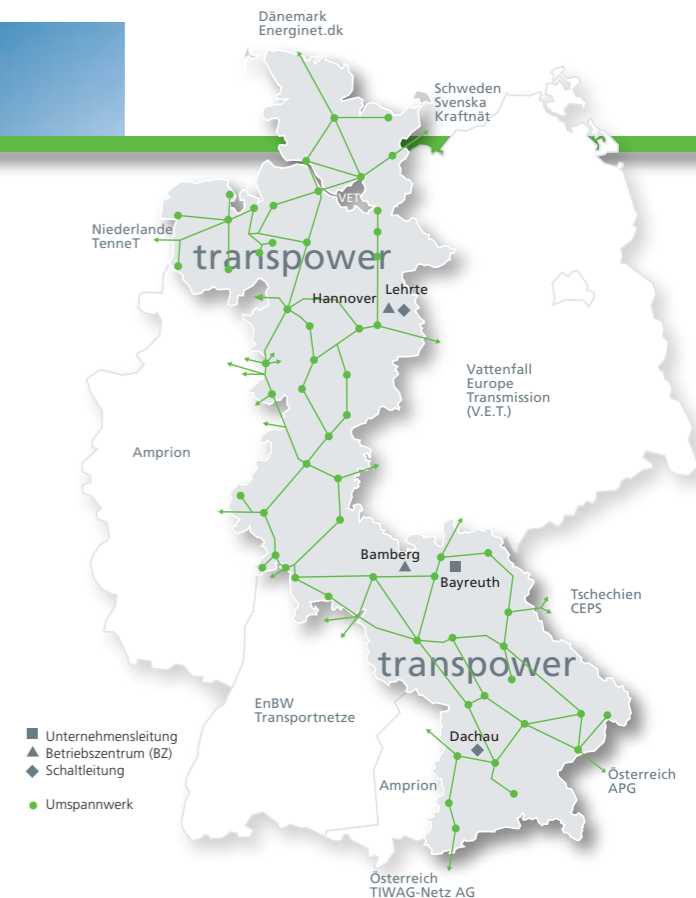 Dänemark
Energinet.dk
Schweden
Svenska
Kraftnät
VET
Niederlande
TenneT
transpower
Hannover
Lehrte
Vattenfall
Europe
Transmission
(V.E.T.)
Amprion
Bamberg
Bayreuth
Tschechien
CEPS
transpower
EnBW
Transportnetze
Unternehmensleitung
Betriebszentrum (BZ)
Schaltleitung
Umspannwerk
Dachau
Amprion
Österreich
APG
Österreich
TIWAG-Netz AG